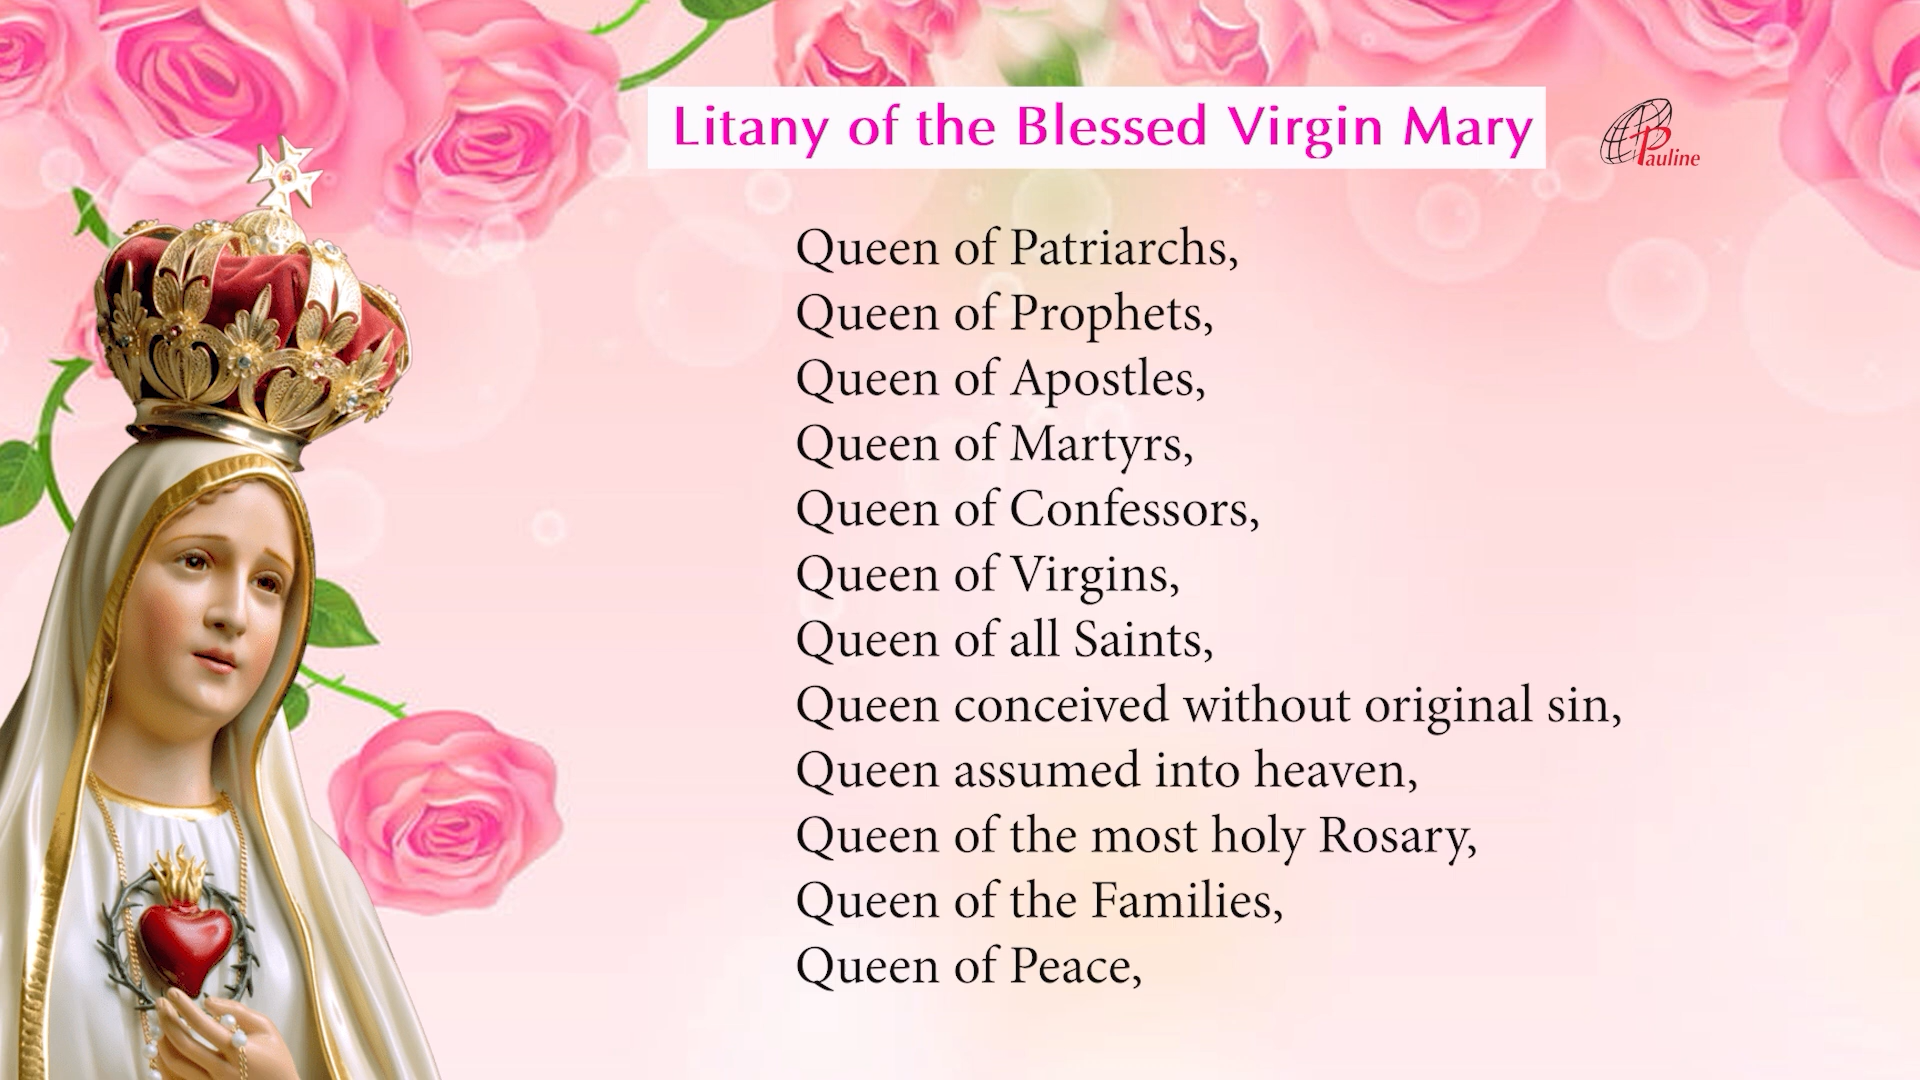 Litany of the Blessed Virgin Mary
Pauline
Queen of Patriarchs,
Queen of Prophets,
Queen of Apostles,
Queen of Martyrs,
Queen of Confessors,
Queen of Virgins,
Queen of all Saints,
Queen conceived without original sin,
Queen assumed into heaven,
Queen of the most holy Rosary,
Queen of the Families,
Queen of Peace,